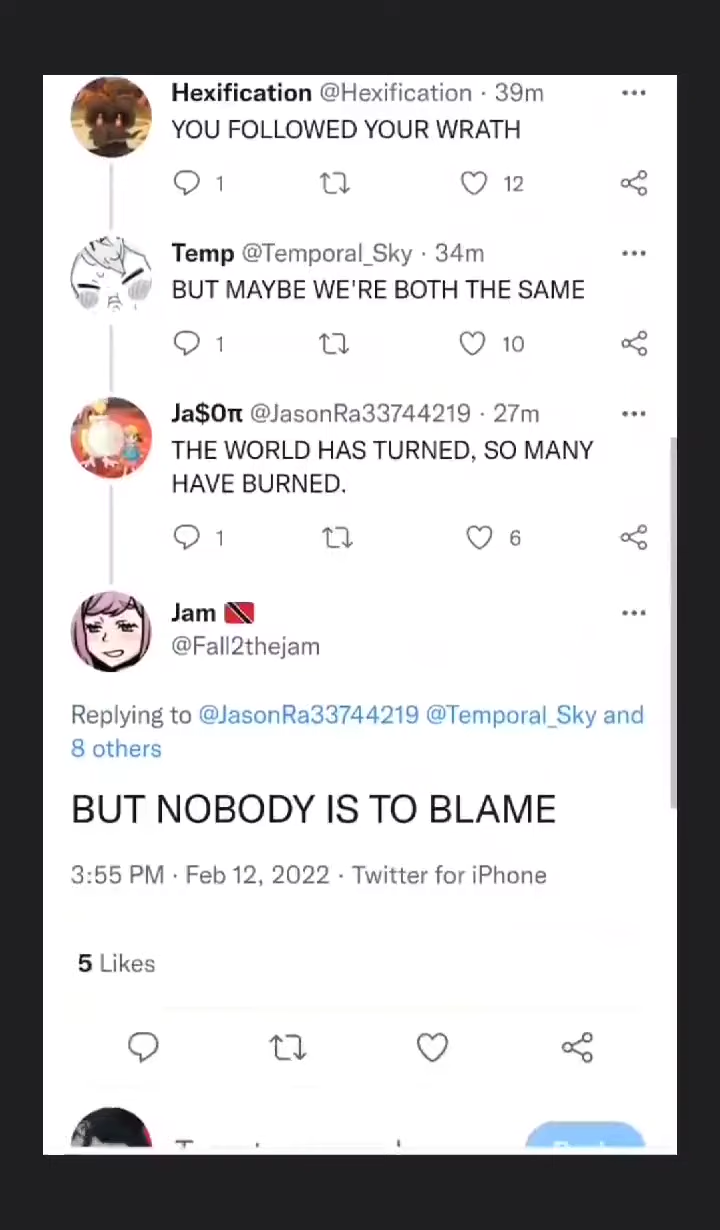 Hexification @Hexification · 39m
YOU FOLLOWED YOUR WRATH
1 12
Temp @Temporal_Sky · 34m
BUT MAYBE WE'RE BOTH THE SAME
1 10
Ja$0π @JasonRa33744219 · 27m
THE WORLD HAS TURNED, SO MANY
HAVE BURNED.
1 6
Jam
@Fall2thejam
Replying to @JasonRa33744219 @Temporal_Sky and
8 others
BUT NOBODY IS TO BLAME
3:55 PM · Feb 12, 2022 · Twitter for iPhone
5 Likes